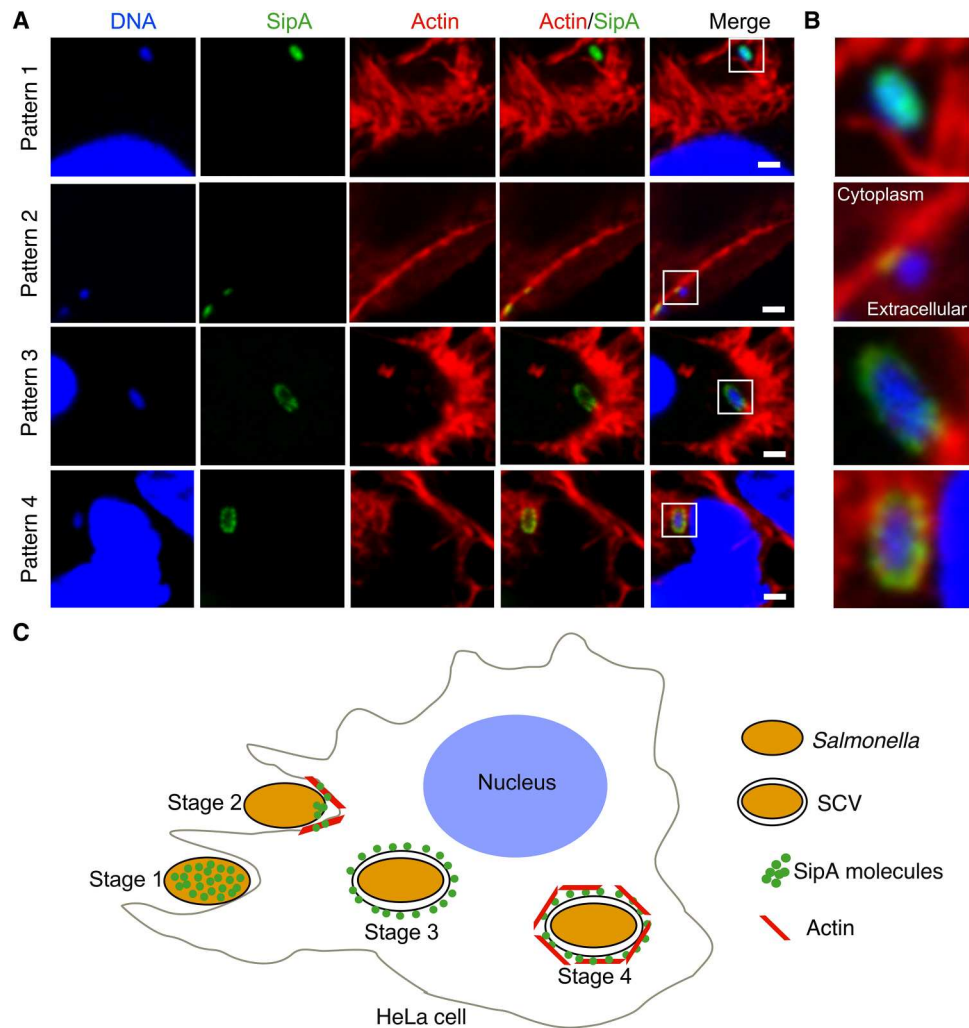 A
DNA SipA Actin Actin/SipA Merge
B
Pattern 1
Pattern 2
Cytoplasm
Extracellular
Pattern 3
Pattern 4
C
Nucleus
Stage 2
Stage 1
Stage 3
Stage 4
HeLa cell
Salmonella
SCV
SipA molecules
Actin